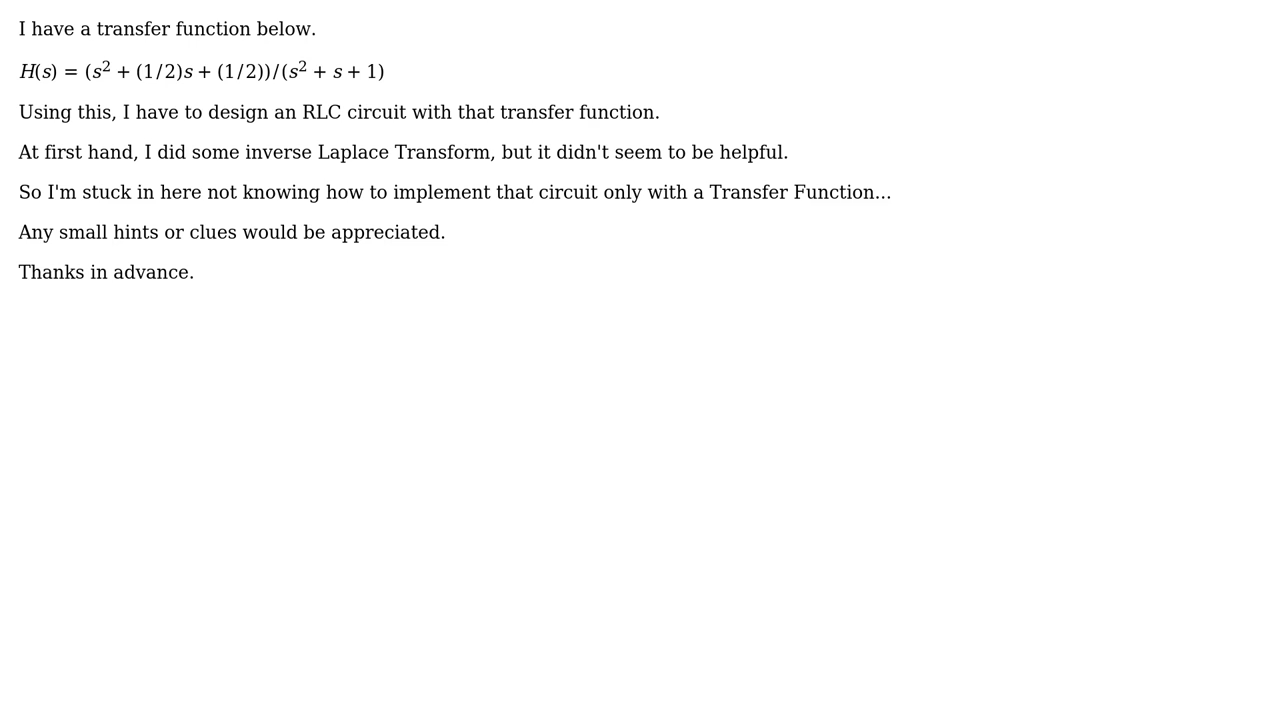 I have a transfer function below.
H(s) = (s² + (1/2)s + (1/2))/(s² + s + 1)
Using this, I have to design an RLC circuit with that transfer function.
At first hand, I did some inverse Laplace Transform, but it didn't seem to be helpful.
So I'm stuck in here not knowing how to implement that circuit only with a Transfer Function...
Any small hints or clues would be appreciated.
Thanks in advance.